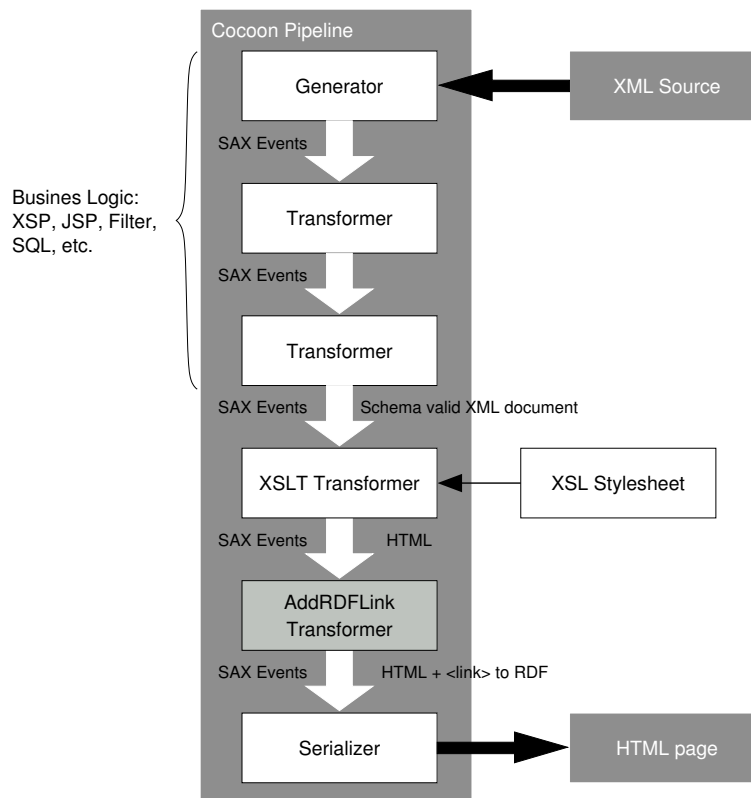 Cocoon Pipeline
Generator
XML Source
SAX Events
Busines Logic:
XSP, JSP, Filter,
SQL, etc.
Transformer
SAX Events
Transformer
SAX Events
Schema valid XML document
XSLT Transformer
XSL Stylesheet
SAX Events
HTML
AddRDFLink
Transformer
SAX Events
HTML + <link> to RDF
Serializer
HTML page